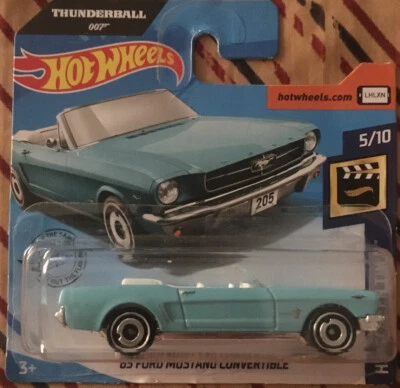 THUNDERBALL
007
HOT WHEELS
hotwheels.com
LHLXN
5/10
205
3+
'65 FORD MUSTANG CONVERTIBLE